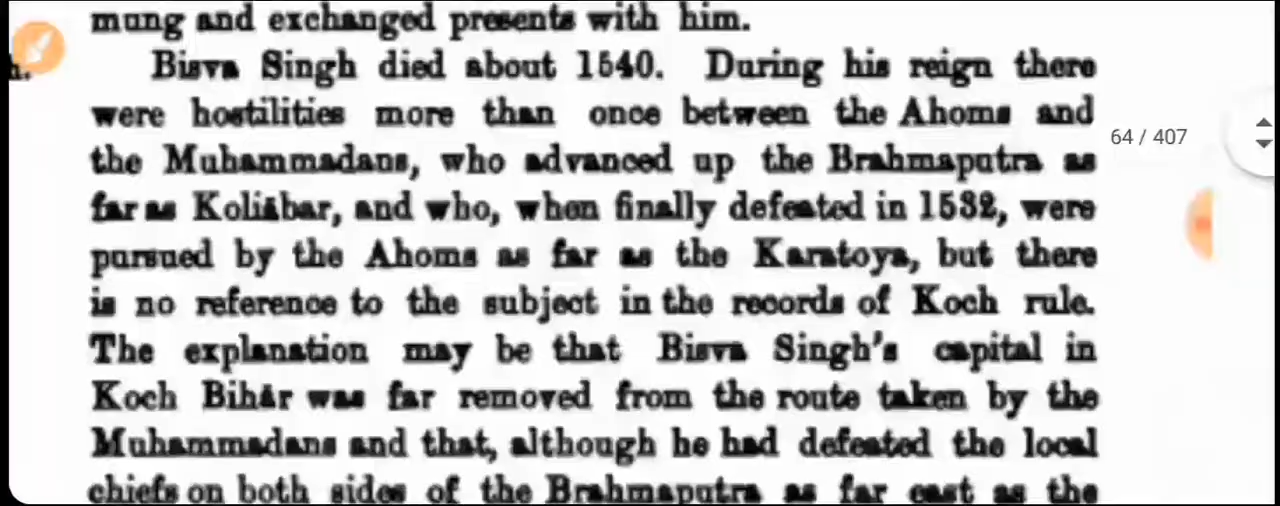 mung and exchanged presents with him.
h.
Bisva Singh died about 1540. During his reign there
were hostilities more than once between the Ahoms and
the Muhammadans, who advanced up the Brahmaputra as
far as Koliābar, and who, when finally defeated in 1532, were
pursued by the Ahoms as far as the Karatoya, but there
is no reference to the subject in the records of Koch rule.
The explanation may be that Bisva Singh's capital in
Koch Bihār was far removed from the route taken by the
Muhammadans and that, although he had defeated the local
chiefs on both sides of the Brahmaputra as far east as the
64 / 407